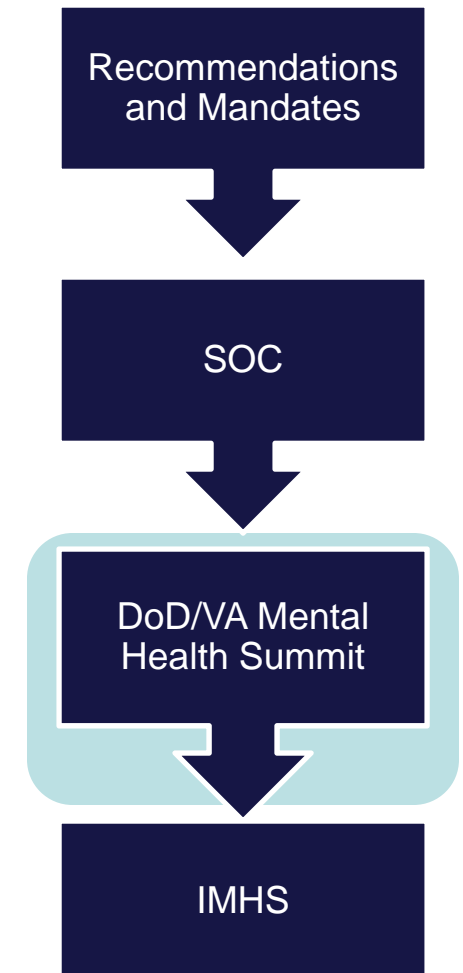 Recommendations
and Mandates
SOC
DoD/VA Mental
Health Summit
IMHS